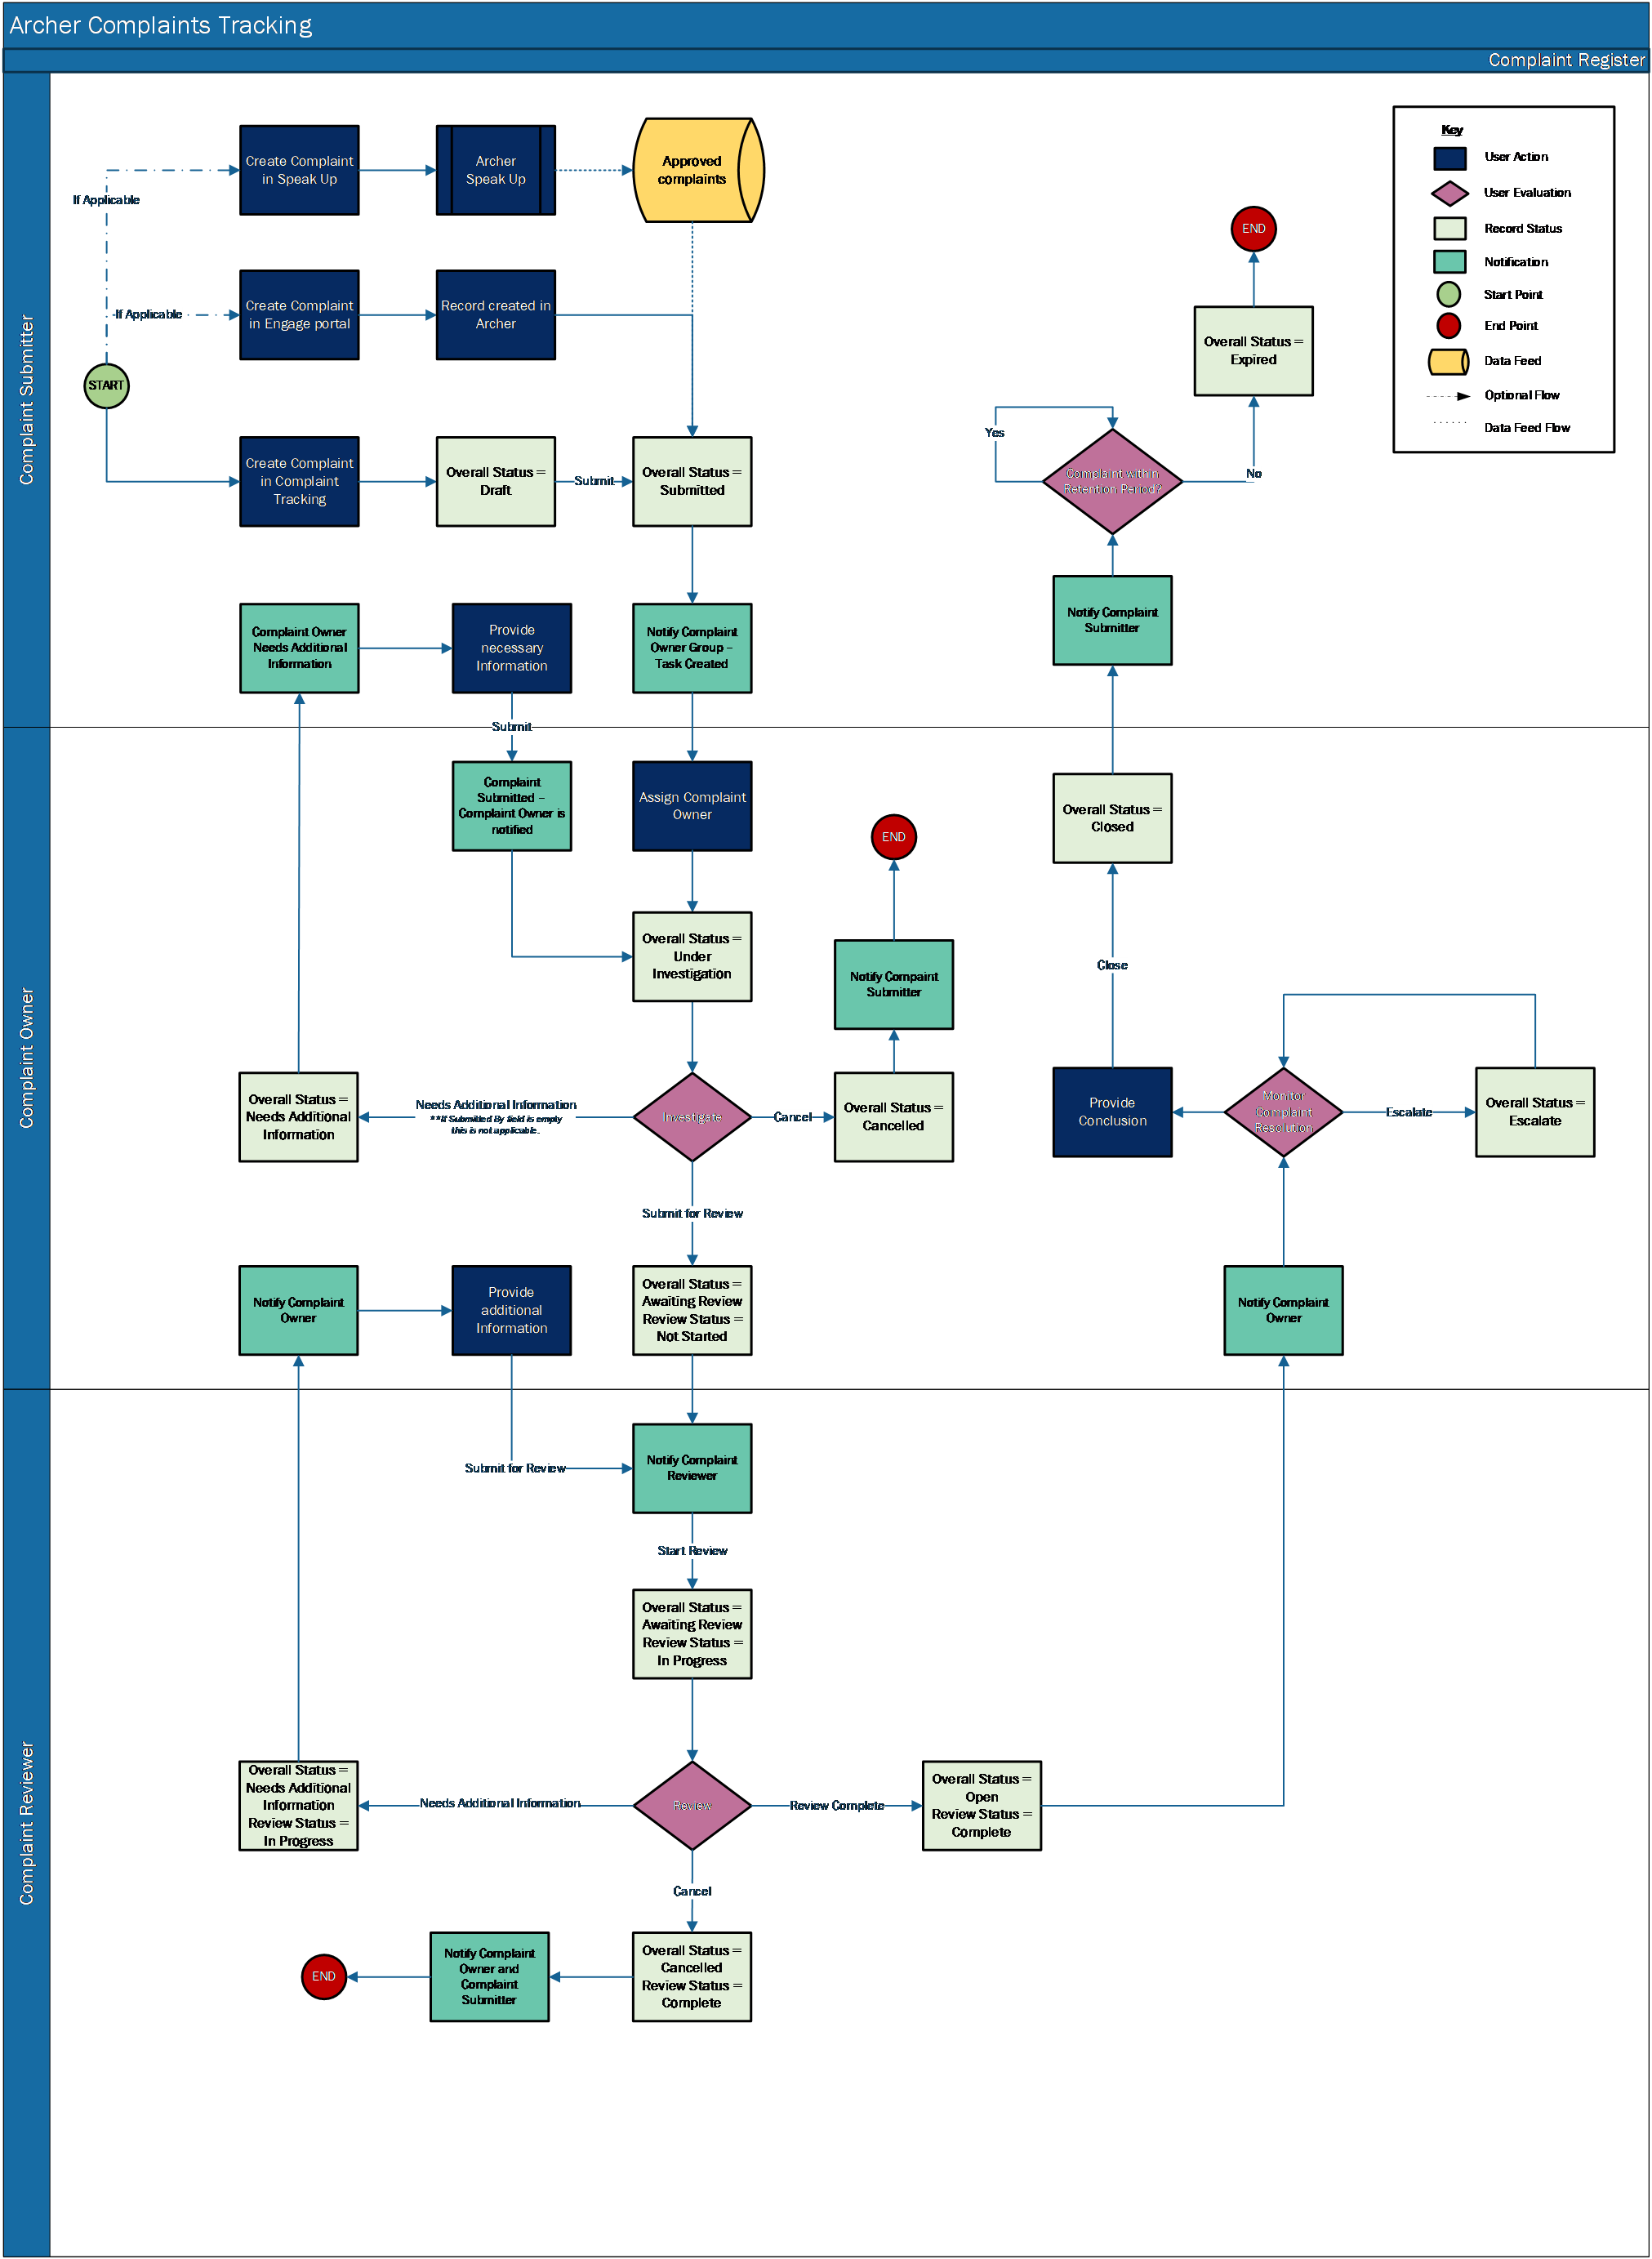 Archer Complaints Tracking
Complaint Register
Complaint Submitter
Create Complaint
in Speak Up
Archer
Speak Up
Approved
complaints
If Applicable
Create Complaint
in Engage portal
Record created in
Archer
If Applicable
START
Create Complaint
in Complaint
Tracking
Overall Status =
Draft
Submit
Overall Status =
Submitted
Complaint Owner
Needs Additional
Information
Provide
necessary
Information
Notify Complaint
Owner Group –
Task Created
Submit
END
Overall Status =
Expired
Yes
Complaint within
Retention Period?
No
Notify Complaint
Submitter
Key
User Action
User Evaluation
Record Status
Notification
Start Point
End Point
Data Feed
Optional Flow
Data Feed Flow
Complaint Owner
Complaint
Submitted –
Complaint Owner is
notified
Assign Complaint
Owner
END
Overall Status =
Closed
Overall Status =
Under
Investigation
Notify Compaint
Submitter
Close
Overall Status =
Needs Additional
Information
Needs Additional Information
**If Submitted By field is empty
this is not applicable.
Investigate
Cancel
Overall Status =
Cancelled
Provide
Conclusion
Monitor
Complaint
Resolution
Escalate
Overall Status =
Escalate
Submit for Review
Notify Complaint
Owner
Provide
additional
Information
Overall Status =
Awaiting Review
Review Status =
Not Started
Notify Complaint
Owner
Complaint Reviewer
Submit for Review
Notify Complaint
Reviewer
Start Review
Overall Status =
Awaiting Review
Review Status =
In Progress
Overall Status =
Needs Additional
Information
Review Status =
In Progress
Needs Additional Information
Review
Review Complete
Overall Status =
Open
Review Status =
Complete
Cancel
END
Notify Complaint
Owner and
Complaint
Submitter
Overall Status =
Cancelled
Review Status =
Complete